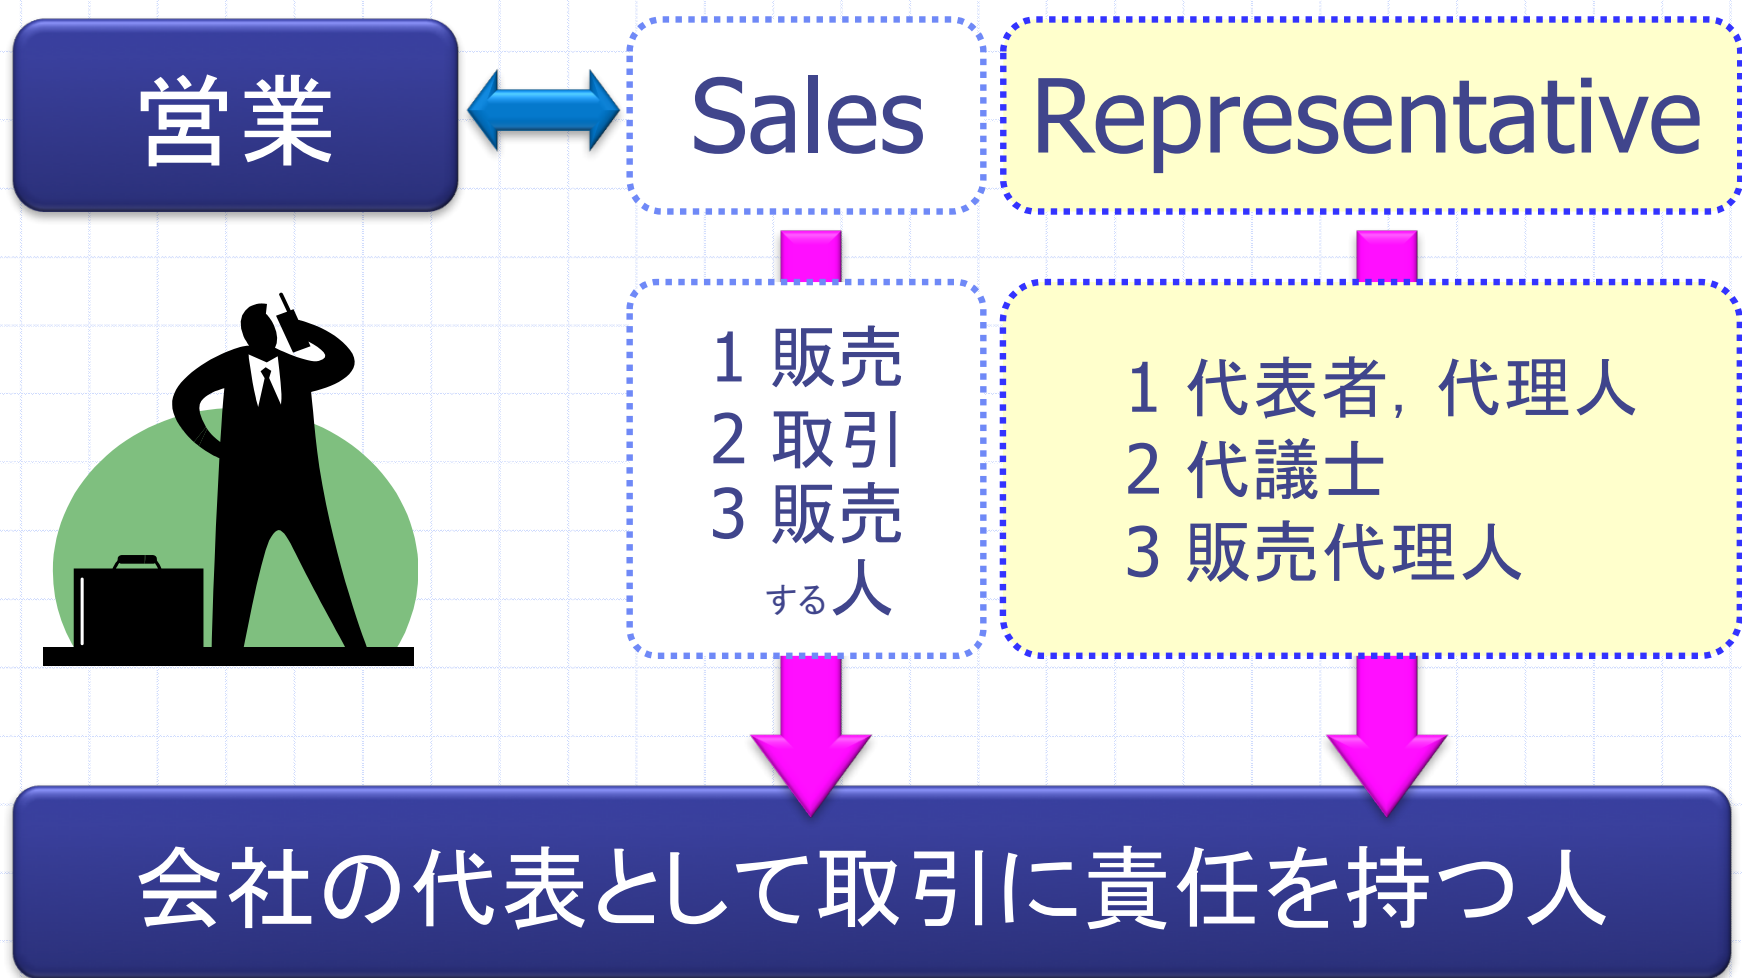 営業
Sales
Representative
1 販売
2 取引
3 販売
する人
1 代表者，代理人
2 代議士
3 販売代理人
会社の代表として取引に責任を持つ人